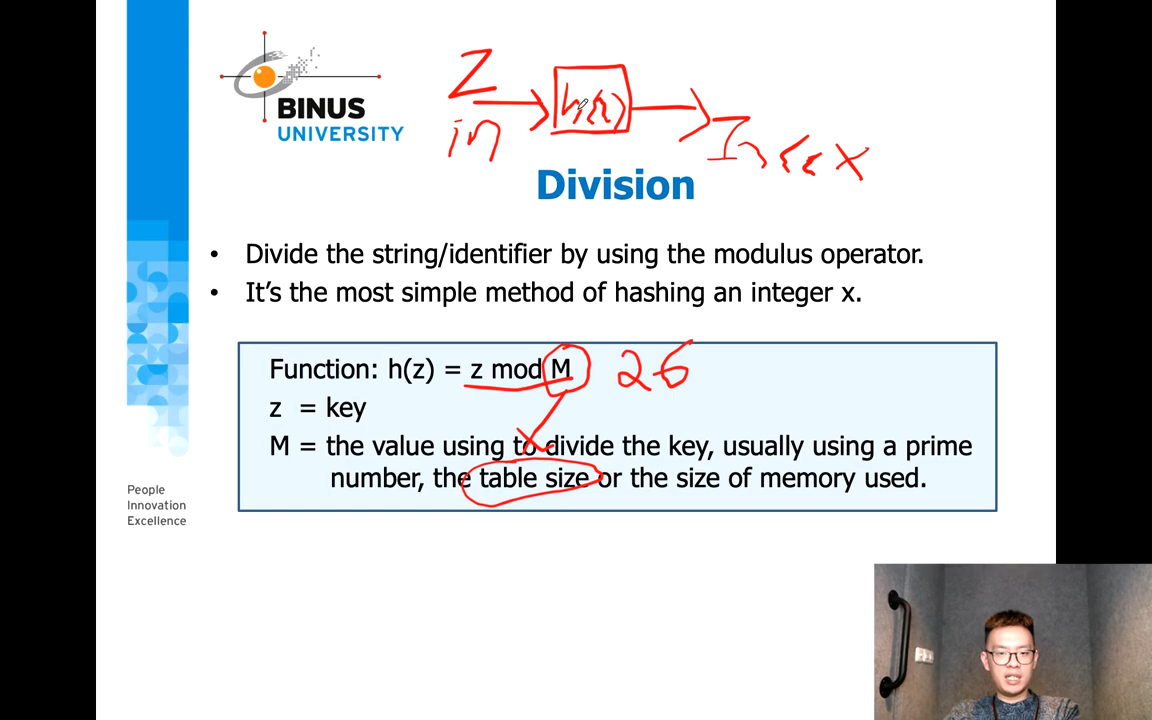 Z
in
h(z)
Index
BINUS
UNIVERSITY
Division
• Divide the string/identifier by using the modulus operator.
• It’s the most simple method of hashing an integer x.
Function: h(z) = z mod M 26
z = key
M = the value using to divide the key, usually using a prime
number, the table size or the size of memory used.
People
Innovation
Excellence